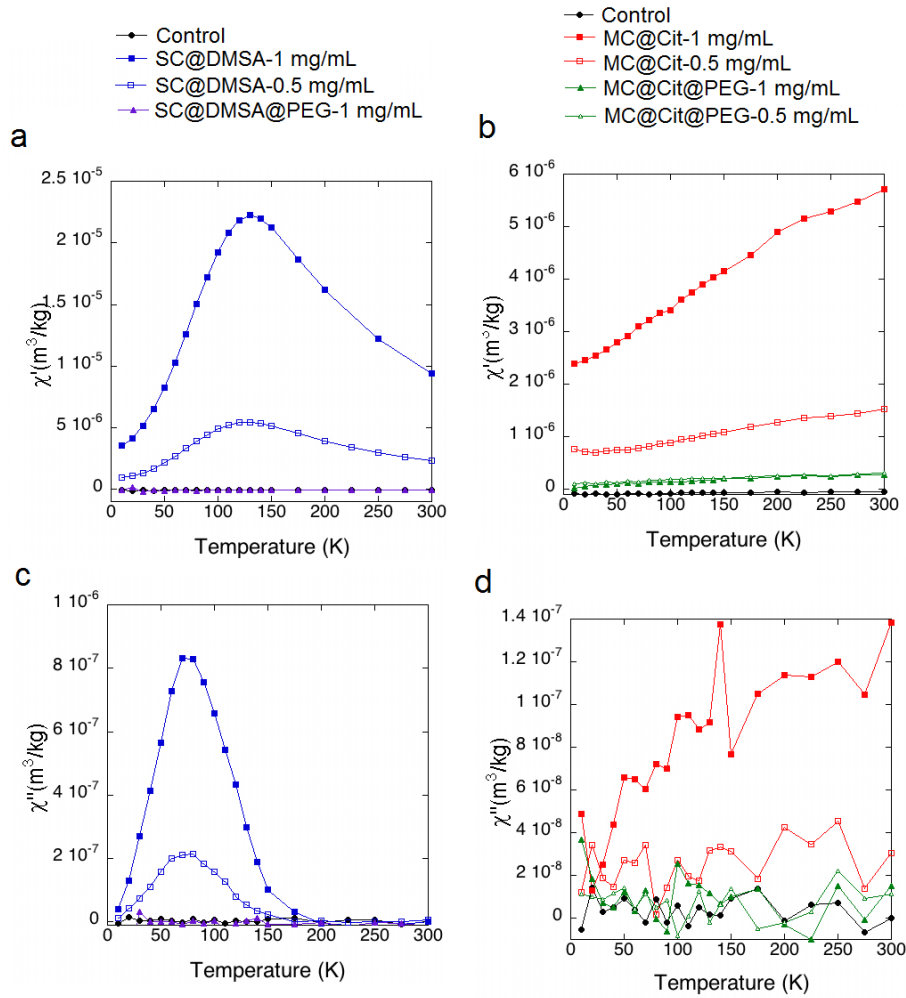 Control
SC@DMSA-1 mg/mL
SC@DMSA-0.5 mg/mL
SC@DMSA@PEG-1 mg/mL
Control
MC@Cit-1 mg/mL
MC@Cit-0.5 mg/mL
MC@Cit@PEG-1 mg/mL
MC@Cit@PEG-0.5 mg/mL
a
2.5 10⁻⁵
2 10⁻⁵
1.5 10⁻⁵
1 10⁻⁵
5 10⁻⁶
0
χ'(m³/kg)
0 50 100 150 200 250 300
Temperature (K)
b
6 10⁻⁶
5 10⁻⁶
4 10⁻⁶
3 10⁻⁶
2 10⁻⁶
1 10⁻⁶
0
χ'(m³/kg)
0 50 100 150 200 250 300
Temperature (K)
c
1 10⁻⁶
8 10⁻⁷
6 10⁻⁷
4 10⁻⁷
2 10⁻⁷
0
χ''(m³/kg)
0 50 100 150 200 250 300
Temperature (K)
d
1.4 10⁻⁷
1.2 10⁻⁷
1 10⁻⁷
8 10⁻⁸
6 10⁻⁸
4 10⁻⁸
2 10⁻⁸
0
χ''(m³/kg)
0 50 100 150 200 250 300
Temperature (K)